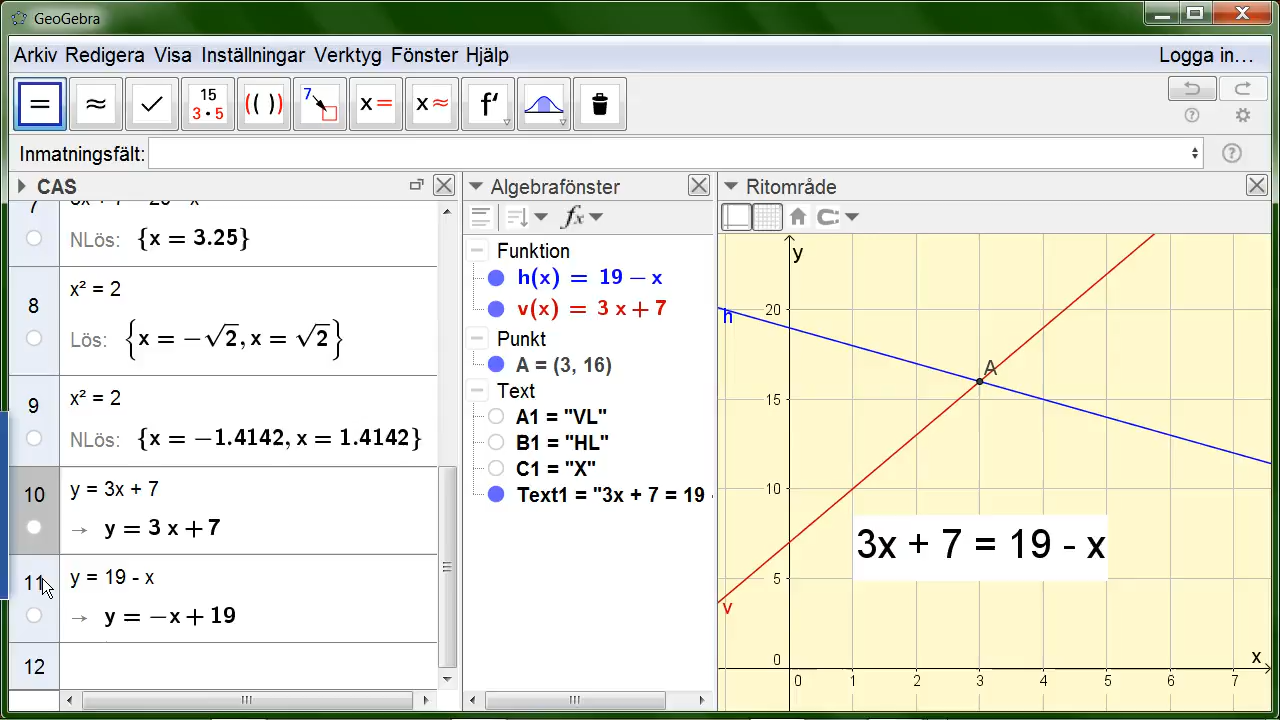 GeoGebra
Arkiv Redigera Visa Inställningar Verktyg Fönster Hjälp Logga in…
= ≈ ✓ 15 3·5 (( )) 7 x= x≈ f'
Inmatningsfält:
CAS
7
NLös: {x = 3.25}
8 x² = 2
Lös: {x = −√2, x = √2}
9 x² = 2
NLös: {x = −1.4142, x = 1.4142}
10 y = 3x + 7
→ y = 3 x + 7
11 y = 19 - x
→ y = −x + 19
12
Algebrafönster
fx
Funktion
h(x) = 19 − x
v(x) = 3 x + 7
Punkt
A = (3, 16)
Text
A1 = "VL"
B1 = "HL"
C1 = "X"
Text1 = "3x + 7 = 19 -
Ritområde
y
20
h
A
15
10
3x + 7 = 19 - x
5
v
0
x
0 1 2 3 4 5 6 7